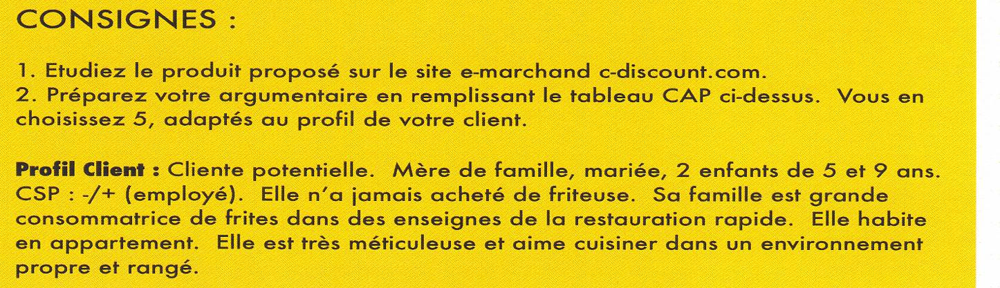 CONSIGNES :
1. Etudiez le produit proposé sur le site e-marchand c-discount.com.
2. Préparez votre argumentaire en remplissant le tableau CAP ci-dessus. Vous en
choisissez 5, adaptés au profil de votre client.
Profil Client : Cliente potentielle. Mère de famille, mariée, 2 enfants de 5 et 9 ans.
CSP : -/+ (employé). Elle n'a jamais acheté de friteuse. Sa famille est grande
consommatrice de frites dans des enseignes de la restauration rapide. Elle habite
en appartement. Elle est très méticuleuse et aime cuisiner dans un environnement
propre et rangé.